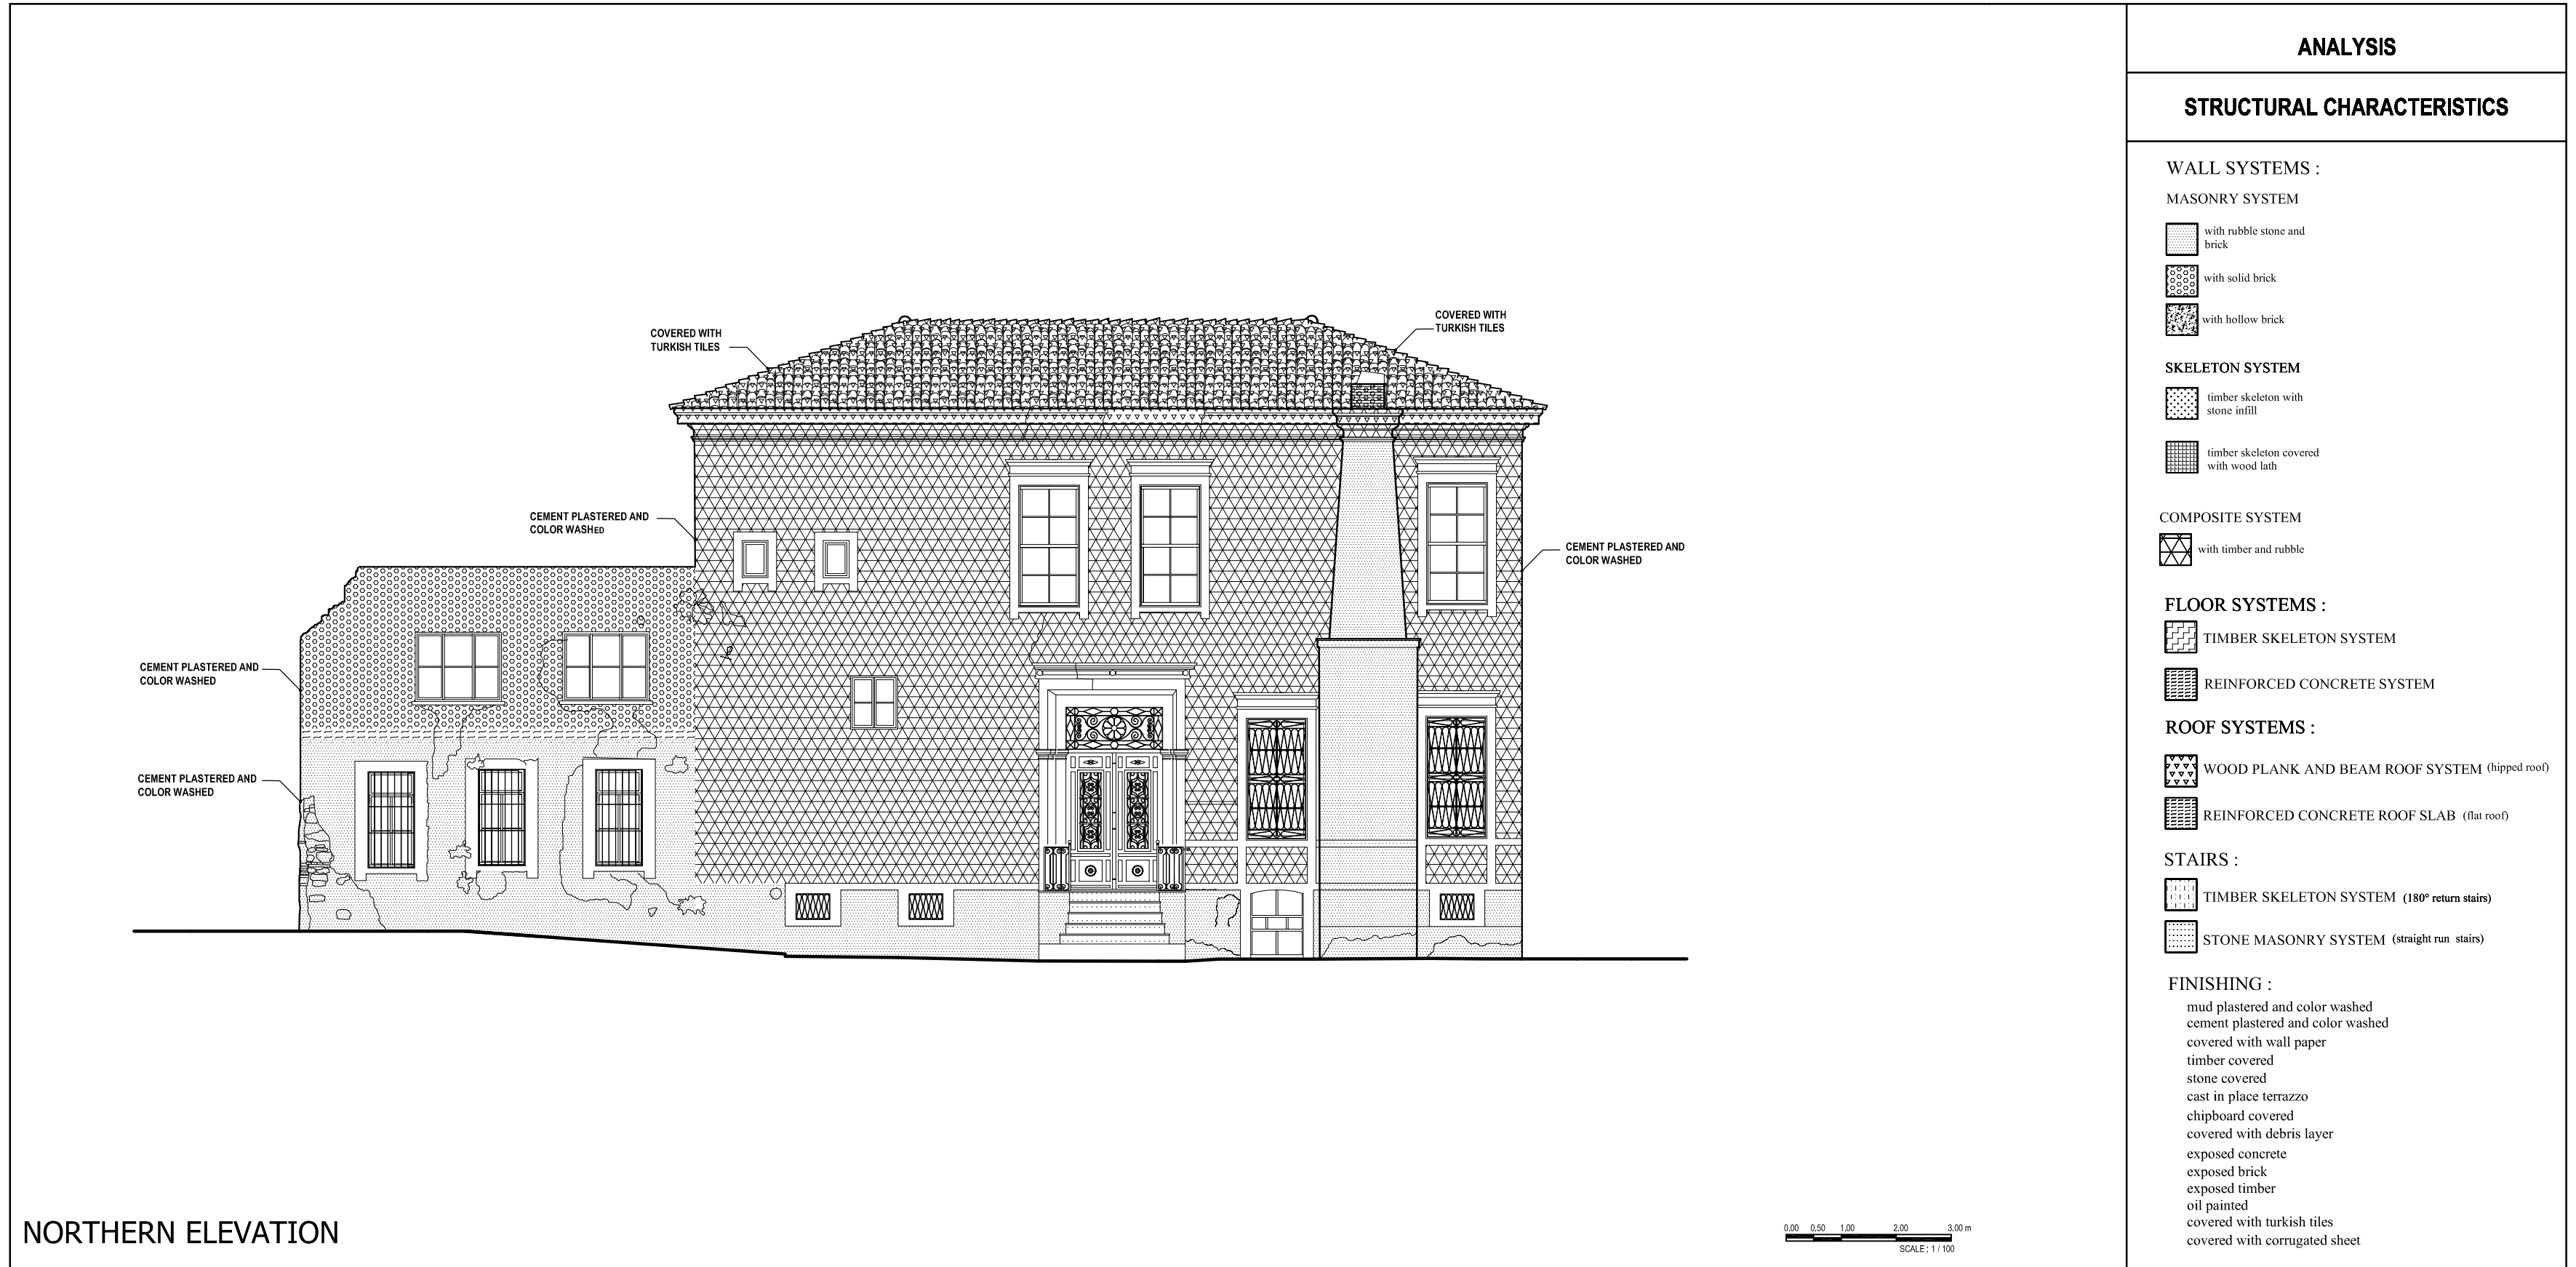 COVERED WITH
TURKISH TILES
COVERED WITH
TURKISH TILES
CEMENT PLASTERED AND
COLOR WASHED
CEMENT PLASTERED AND
COLOR WASHED
CEMENT PLASTERED AND
COLOR WASHED
CEMENT PLASTERED AND
COLOR WASHED
NORTHERN ELEVATION
0.00 0.50 1.00 2.00 3.00 m
SCALE : 1 / 100
ANALYSIS
STRUCTURAL CHARACTERISTICS
WALL SYSTEMS :
MASONRY SYSTEM
with rubble stone and
brick
with solid brick
with hollow brick
SKELETON SYSTEM
timber skeleton with
stone infill
timber skeleton covered
with wood lath
COMPOSITE SYSTEM
with timber and rubble
FLOOR SYSTEMS :
TIMBER SKELETON SYSTEM
REINFORCED CONCRETE SYSTEM
ROOF SYSTEMS :
WOOD PLANK AND BEAM ROOF SYSTEM (hipped roof)
REINFORCED CONCRETE ROOF SLAB (flat roof)
STAIRS :
TIMBER SKELETON SYSTEM (180° return stairs)
STONE MASONRY SYSTEM (straight run stairs)
FINISHING :
mud plastered and color washed
cement plastered and color washed
covered with wall paper
timber covered
stone covered
cast in place terrazzo
chipboard covered
covered with debris layer
exposed concrete
exposed brick
exposed timber
oil painted
covered with turkish tiles
covered with corrugated sheet